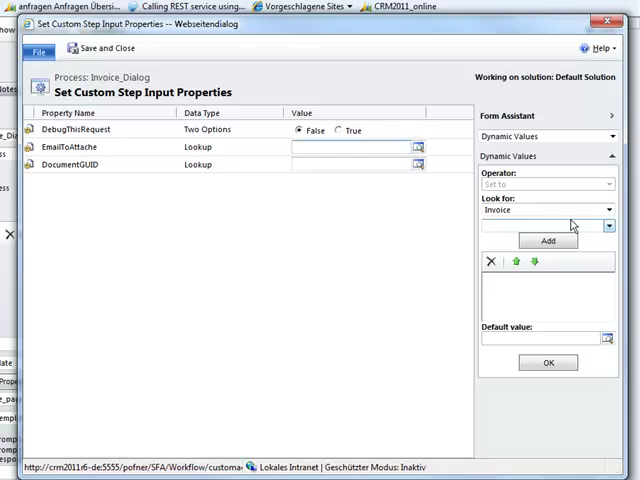 anfragen Anfragen Übersi...
Calling REST service using...
Vorgeschlagene Sites
CRM2011_online
Set Custom Step Input Properties -- Webseitendialog
File
Save and Close
Help
Process: Invoice_Dialog
Set Custom Step Input Properties
Working on solution: Default Solution
Property Name
Data Type
Value
DebugThisRequest
Two Options
False
True
EmailToAttache
Lookup
DocumentGUID
Lookup
Form Assistant
Dynamic Values
Dynamic Values
Operator:
Set to
Look for:
Invoice
Add
Default value:
OK
http://crm2011r6-de:5555/pofner/SFA/Workflow/customac
Lokales Intranet | Geschützter Modus: Inaktiv